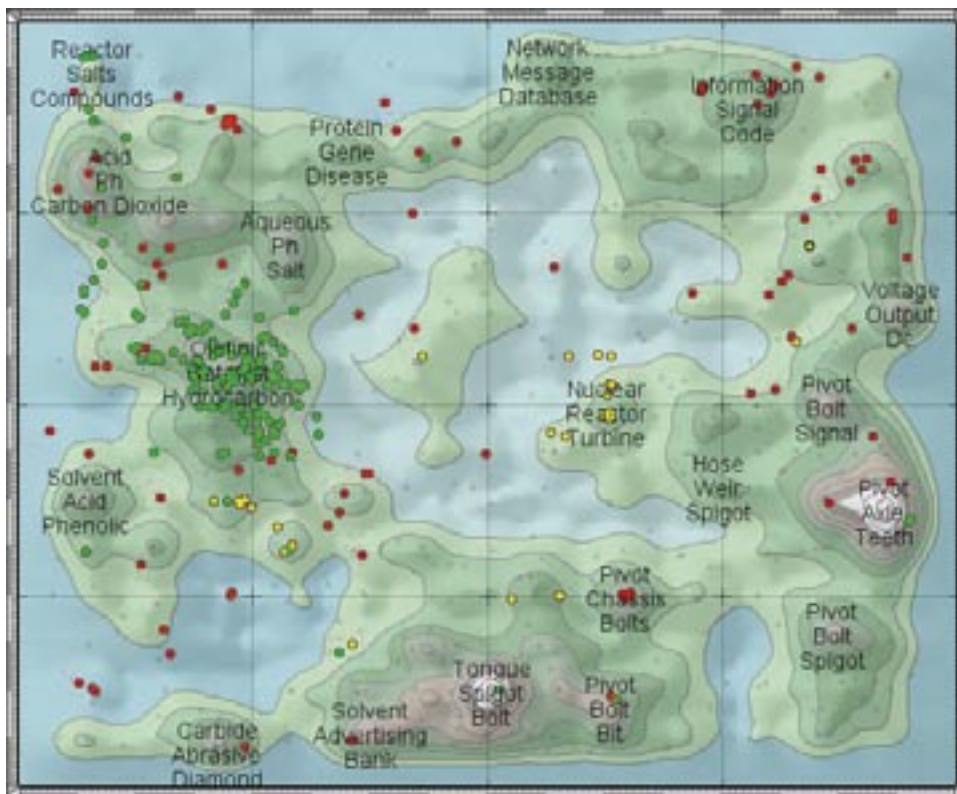 Reactor
Salts
Compounds
Network
Message
Database
Information
Signal
Code
Protein
Gene
Disease
Acid
Ph
Carbon Dioxide
Aqueous
Ph
Salt
Voltage
Output
Dc
Hydrocarbon
Nuclear
Reactor
Turbine
Pivot
Bolt
Signal
Hose
Weir
Spigot
Solvent
Acid
Phenolic
Pivot
Axle
Teeth
Pivot
Chassis
Bolts
Pivot
Bolt
Spigot
Tongue
Spigot
Bolt
Pivot
Bolt
Bit
Solvent
Advertising
Bank
Carbide
Abrasive
Diamond